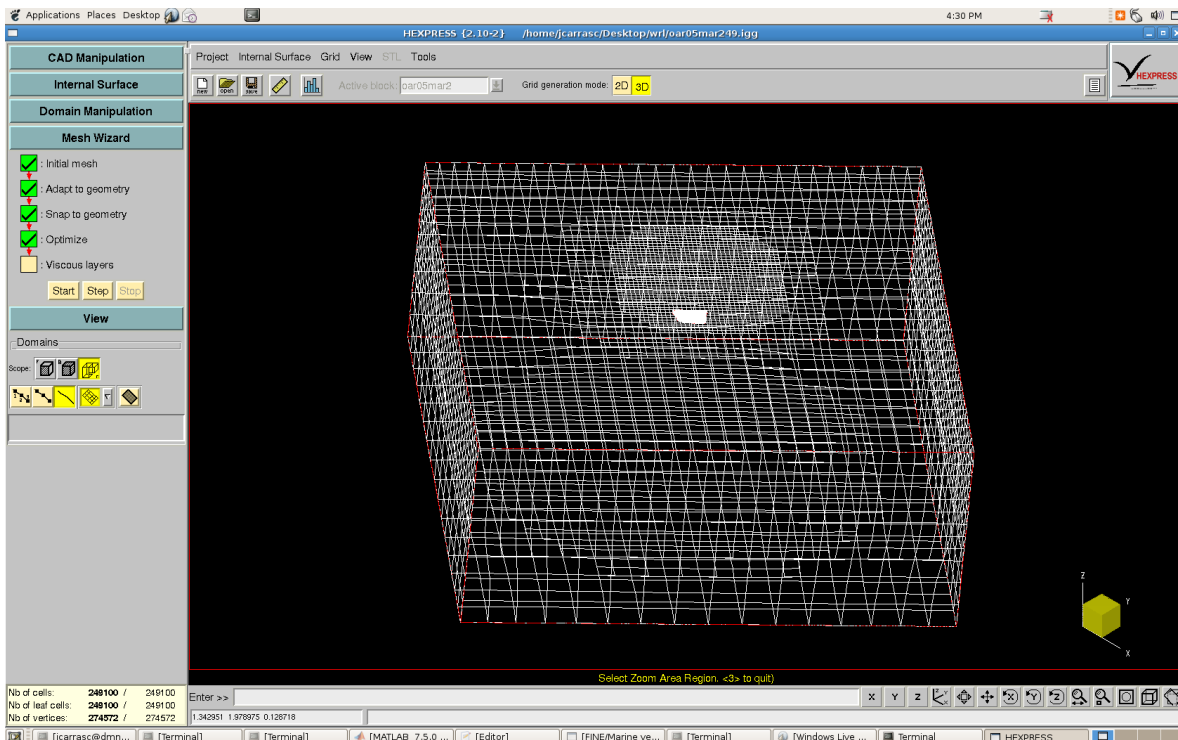 Applications Places Desktop 4:30 PM
HEXPRESS {2.10-2} /home/jcarrasc/Desktop/wrl/oar05mar249.igg
CAD Manipulation
Internal Surface
Domain Manipulation
Mesh Wizard
: Initial mesh
: Adapt to geometry
: Snap to geometry
: Optimize
: Viscous layers
Start Step Stop
View
Domains
Scope:
Project Internal Surface Grid View STL Tools
new open save Active block: oar05mar2 Grid generation mode: 2D 3D
HEXPRESS
Z
Y
X
Select Zoom Area Region. <3> to quit)
Nb of cells: 249100 / 249100
Nb of leaf cells: 249100 / 249100
Nb of vertices: 274572 / 274572
Enter >> X Y Z
1.342951 1.978975 0.128718
[jcarrasc@dmn... [Terminal] [Terminal] [MATLAB 7.5.0 ... [Editor] [FINE/Marine ve... [Terminal] [Windows Live ... Terminal HEXPRESS